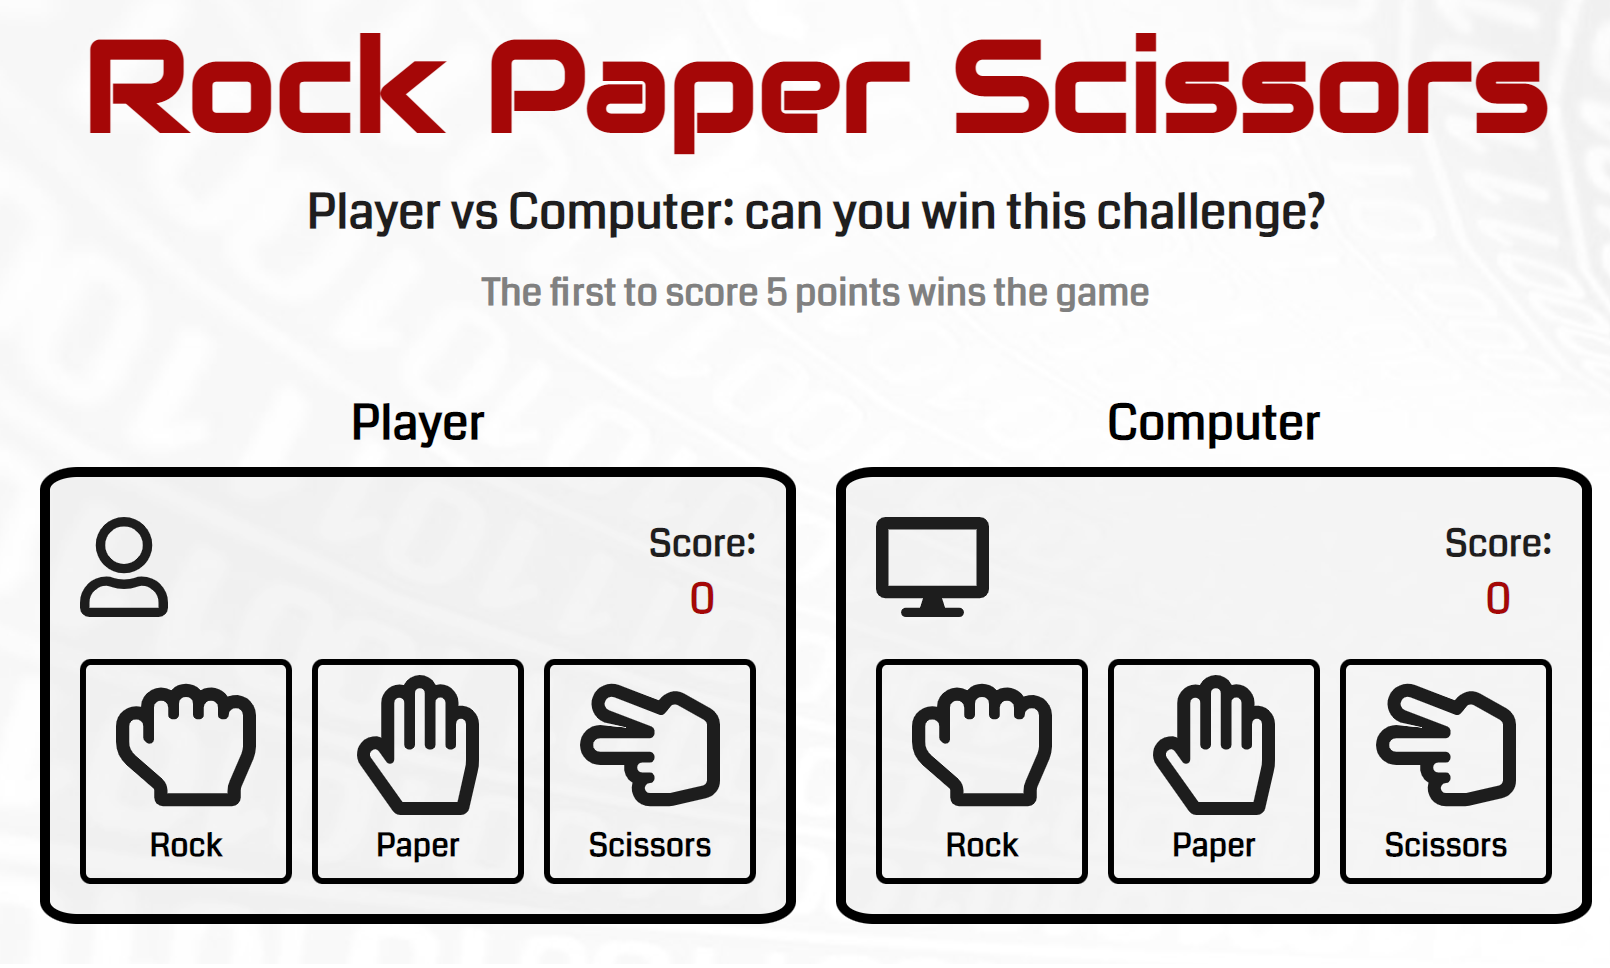 Rock Paper Scissors
Player vs Computer: can you win this challenge?
The first to score 5 points wins the game
Player
Score:
0
Rock
Paper
Scissors
Computer
Score:
0
Rock
Paper
Scissors